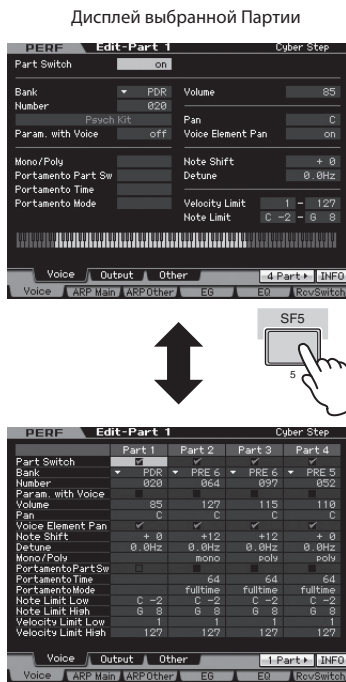 Дисплей выбранной Партии
PERF Edit-Part 1 Cyber Step
Part Switch on
Bank PDR Volume 85
Number 020
Psych Kit Pan C
Param. with Voice off Voice Element Pan on
Mono/Poly Note Shift + 0
Portamento Part Sw Detune 0.0Hz
Portamento Time
Portamento Mode Velocity Limit 1 - 127
Note Limit C -2 - G 8
Voice Output Other 4 Part INFO
Voice ARP Main ARP Other EG EQ RcvSwitch
SF5
5
PERF Edit-Part 1 Cyber Step
Part 1 Part 2 Part 3 Part 4
Part Switch
Bank PDR PRE 6 PRE 6 PRE 5
Number 020 064 097 052
Param. with Voice
Volume 85 127 115 110
Pan C C C C
Voice Element Pan
Note Shift + 0 +12 +12 + 0
Detune 0.0Hz 0.0Hz 0.0Hz 0.0Hz
Mono/Poly mono poly poly
PortamentoPartSw
PortamentoTime 64 64 64
PortamentoMode fulltime fulltime fulltime
Note Limit Low C -2 C -2 C -2 C -2
Note Limit High G 8 G 8 G 8 G 8
Velocity Limit Low 1 1 1 1
Velocity Limit High 127 127 127 127
Voice Output Other 1 Part INFO
Voice ARP Main ARP Other EG EQ RcvSwitch